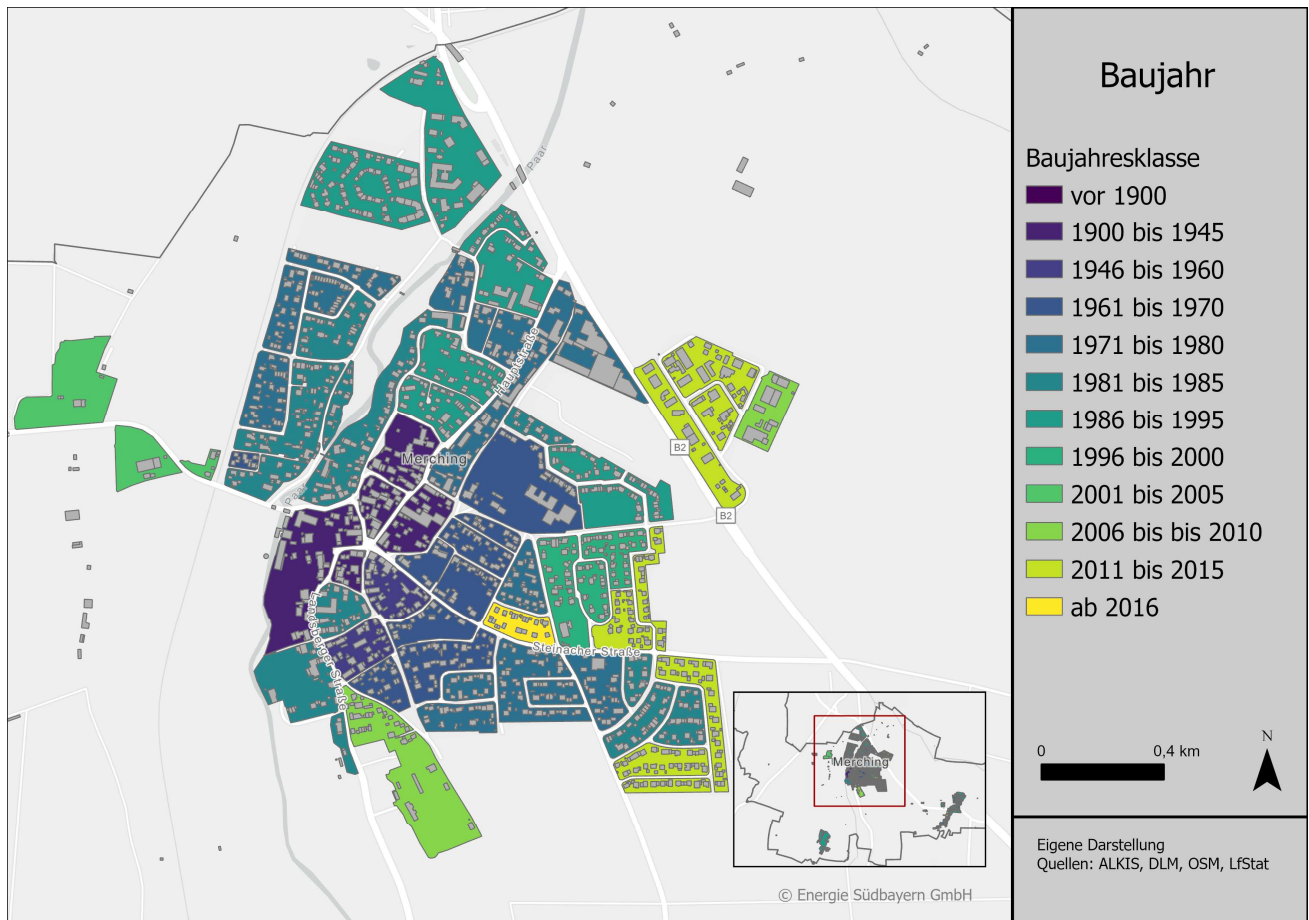 Paar
Hauptstraße
B2
Merching
Paar
B2
Landsberger Straße
Steinacher Straße
Merching
© Energie Südbayern GmbH
Baujahr
Baujahresklasse
vor 1900
1900 bis 1945
1946 bis 1960
1961 bis 1970
1971 bis 1980
1981 bis 1985
1986 bis 1995
1996 bis 2000
2001 bis 2005
2006 bis bis 2010
2011 bis 2015
ab 2016
0 0,4 km
N
Eigene Darstellung
Quellen: ALKIS, DLM, OSM, LfStat